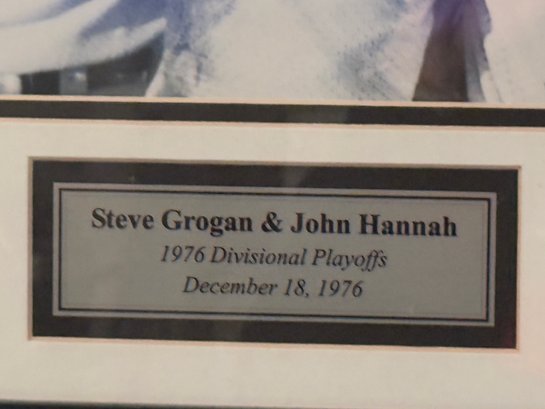 Steve Grogan & John Hannah
1976 Divisional Playoffs
December 18, 1976